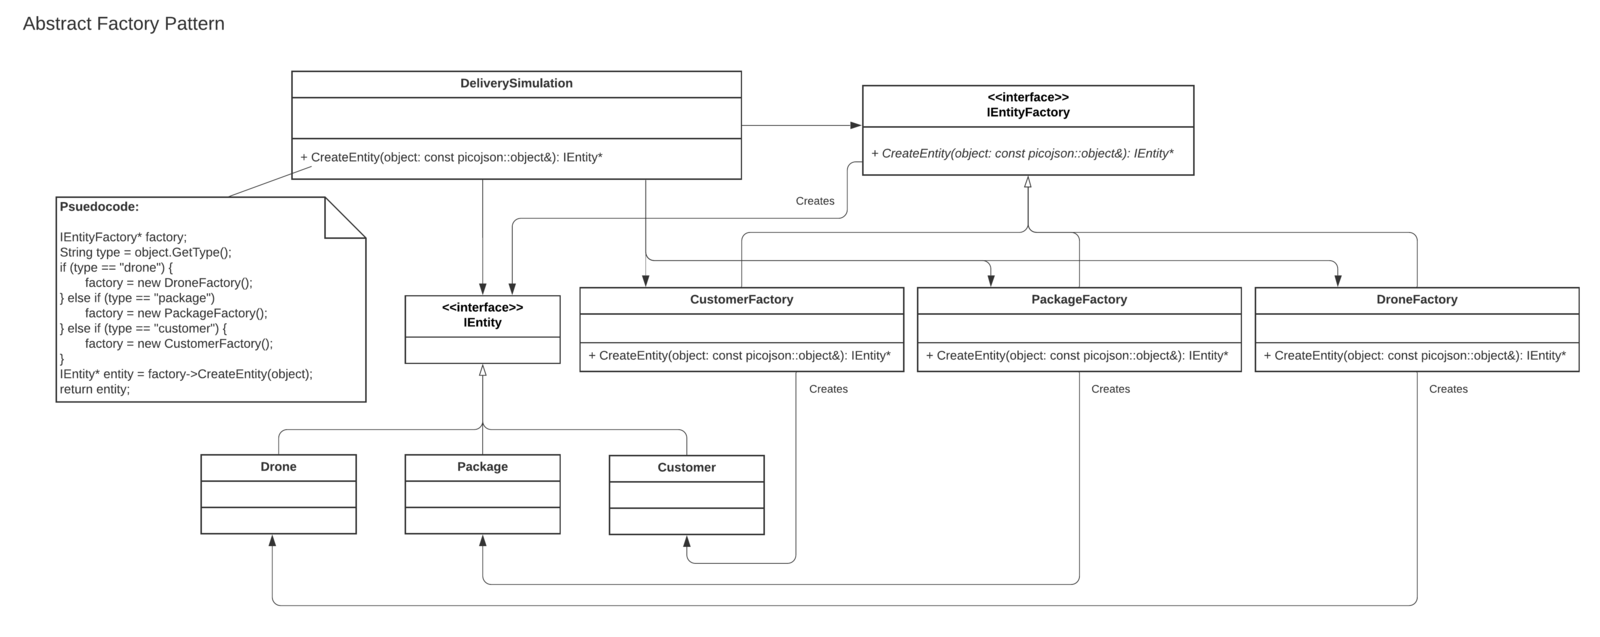 Abstract Factory Pattern
DeliverySimulation
+ CreateEntity(object: const picojson::object&): IEntity*
<<interface>>
IEntityFactory
+ CreateEntity(object: const picojson::object&): IEntity*
Creates
Psuedocode:
IEntityFactory* factory;
String type = object.GetType();
if (type == "drone") {
factory = new DroneFactory();
} else if (type == "package")
factory = new PackageFactory();
} else if (type == "customer") {
factory = new CustomerFactory();
}
IEntity* entity = factory->CreateEntity(object);
return entity;
<<interface>>
IEntity
CustomerFactory
+ CreateEntity(object: const picojson::object&): IEntity*
PackageFactory
+ CreateEntity(object: const picojson::object&): IEntity*
DroneFactory
+ CreateEntity(object: const picojson::object&): IEntity*
Creates
Creates
Creates
Drone
Package
Customer